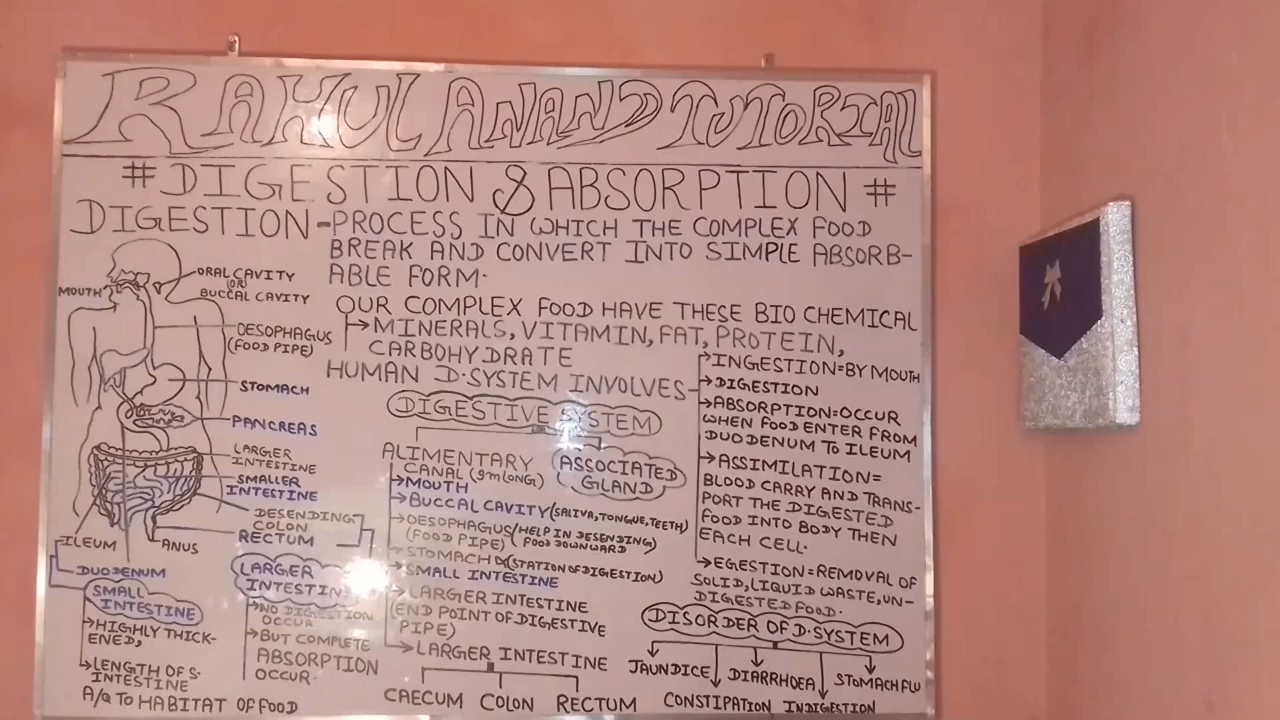 RAHUL ANAND TUTORIAL
# DIGESTION & ABSORPTION #
DIGESTION - PROCESS IN WHICH THE COMPLEX FOOD
BREAK AND CONVERT INTO SIMPLE ABSORB-
ABLE FORM.
OUR COMPLEX FOOD HAVE THESE BIO CHEMICAL
→ MINERALS, VITAMIN, FAT, PROTEIN,
CARBOHYDRATE
HUMAN D.SYSTEM INVOLVES-
→ INGESTION=BY MOUTH
→ DIGESTION
→ ABSORPTION=OCCUR
WHEN FOOD ENTER FROM
DUODENUM TO ILEUM
→ ASSIMILATION=
BLOOD CARRY AND TRANS-
PORT THE DIGESTED
FOOD INTO BODY THEN
EACH CELL.
→ EGESTION=REMOVAL OF
SOLID, LIQUID WASTE, UN-
DIGESTED FOOD.
MOUTH
ORAL CAVITY
(OR)
BUCCAL CAVITY
OESOPHAGUS
(FOOD PIPE)
STOMACH
PANCREAS
LARGER
INTESTINE
SMALLER
INTESTINE
DESENDING
COLON
RECTUM
ANUS
ILEUM
DUODENUM
SMALL
INTESTINE
→ HIGHLY THICK-
ENED,
→ LENGTH OF S.
INTESTINE
A/Q TO HABITAT OF FOOD
LARGER
INTESTINE
→ NO DIGESTION
OCCUR
→ BUT COMPLETE
ABSORPTION
OCCUR.
DIGESTIVE SYSTEM
ALIMENTARY
CANAL (9m LONG)
→ MOUTH
→ BUCCAL CAVITY (SALIVA, TONGUE, TEETH)
→ OESOPHAGUS (HELP IN DESENDING)
(FOOD PIPE) FOOD DOWNWARD
→ STOMACH (STATION OF DIGESTION)
→ SMALL INTESTINE
→ LARGER INTESTINE
(END POINT OF DIGESTIVE
PIPE)
→ LARGER INTESTINE
CAECUM COLON RECTUM
ASSOCIATED
GLAND
DISORDER OF D.SYSTEM
JAUNDICE DIARRHOEA STOMACH FLU
CONSTIPATION INDIGESTION